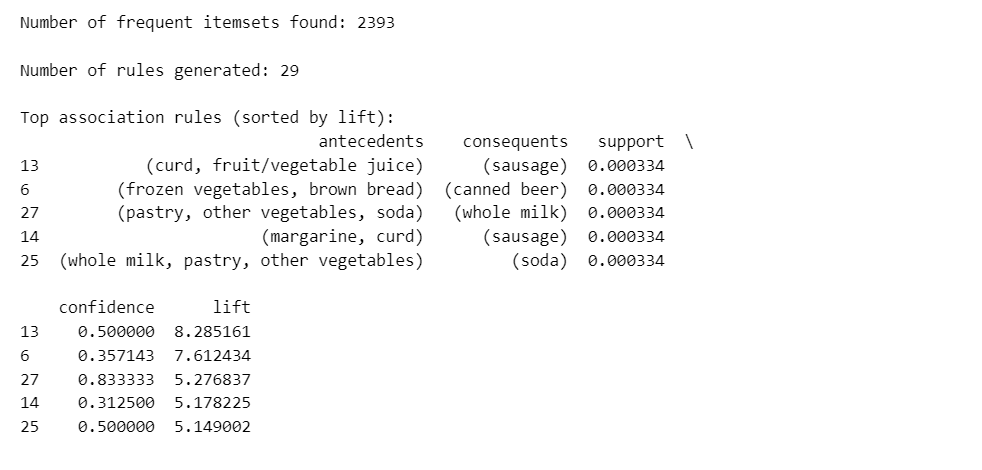 Number of frequent itemsets found: 2393
Number of rules generated: 29
Top association rules (sorted by lift):
antecedents consequents support \
13 (curd, fruit/vegetable juice) (sausage) 0.000334
6 (frozen vegetables, brown bread) (canned beer) 0.000334
27 (pastry, other vegetables, soda) (whole milk) 0.000334
14 (margarine, curd) (sausage) 0.000334
25 (whole milk, pastry, other vegetables) (soda) 0.000334
confidence lift
13 0.500000 8.285161
6 0.357143 7.612434
27 0.833333 5.276837
14 0.312500 5.178225
25 0.500000 5.149002